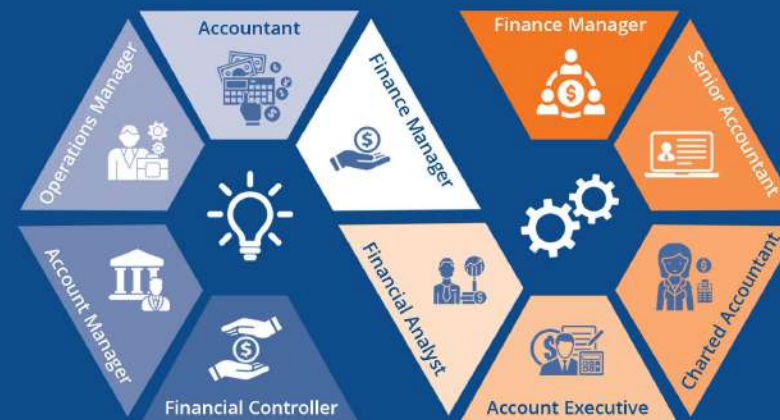 Accountant
Finance Manager
Operations Manager
Finance Manager
Senior Accountant
Account Manager
Financial Analyst
Charted Accountant
Financial Controller
Account Executive